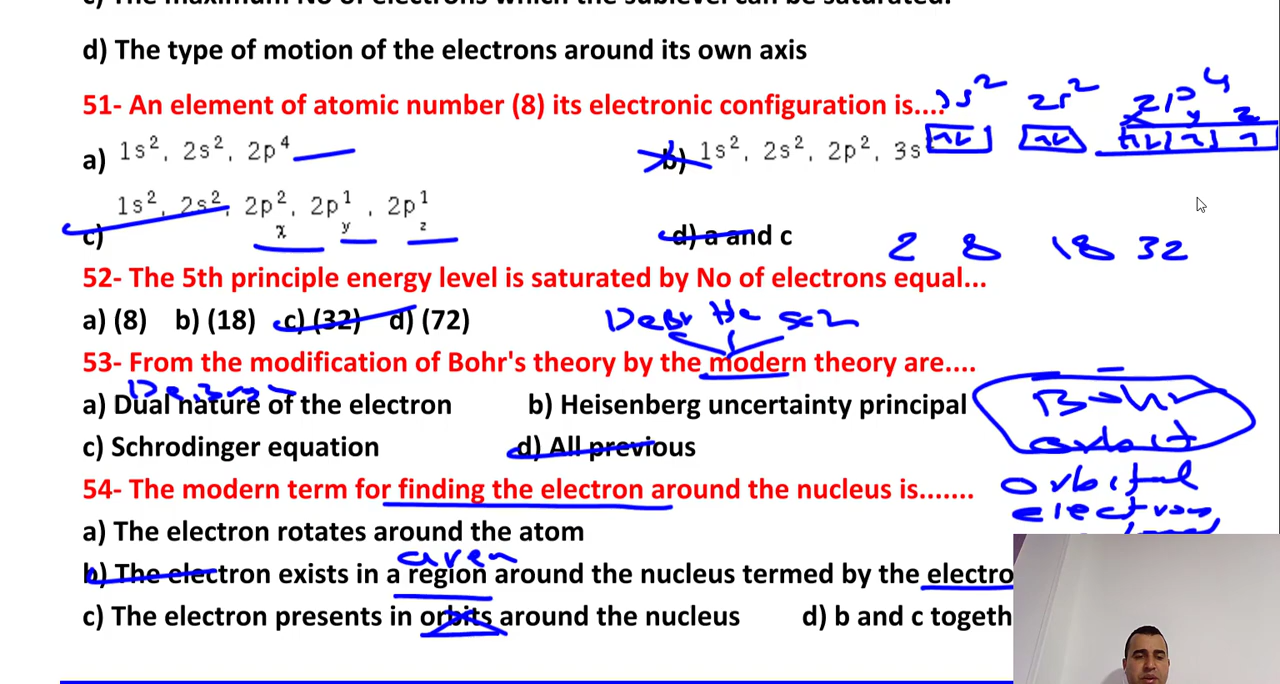 d) The type of motion of the electrons around its own axis
51- An element of atomic number (8) its electronic configuration is....
1s² 2s² 2p⁴
a) 1s², 2s², 2p⁴ b) 1s², 2s², 2p², 3s
c) 1s², 2s², 2p², 2p¹, 2p¹
x y z
d) a and c
2 8 18 32
52- The 5th principle energy level is saturated by No of electrons equal...
a) (8) b) (18) c) (32) d) (72)
53- From the modification of Bohr's theory by the modern theory are....
a) Dual nature of the electron b) Heisenberg uncertainty principal
Bohr
c) Schrodinger equation d) All previous
orbit
54- The modern term for finding the electron around the nucleus is.......
orbital
electron
a) The electron rotates around the atom
area
b) The electron exists in a region around the nucleus termed by the electro
c) The electron presents in orbits around the nucleus d) b and c togeth